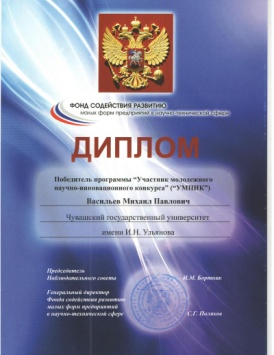 ФОНД СОДЕЙСТВИЯ РАЗВИТИЮ
малых форм предприятий в научно-технической сфере
ДИПЛОМ
Победитель программы "Участник молодежного
научно-инновационного конкурса" ("УМНИК")
Васильев Михаил Павлович
Чувашский государственный университет
имени И.Н. Ульянова
Председатель
Наблюдательного совета
И.М. Бортник
Генеральный директор
Фонда содействия развитию
малых форм предприятий
в научно-технической сфере
С.Г. Поляков